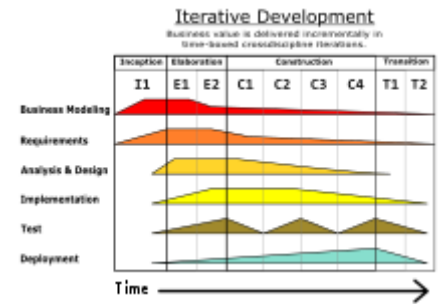 Iterative Development
Business value is delivered incrementally in
time-boxed crossdiscipline iterations.
Inception Elaboration Construction Transition
I1 E1 E2 C1 C2 C3 C4 T1 T2
Business Modeling
Requirements
Analysis & Design
Implementation
Test
Deployment
Time